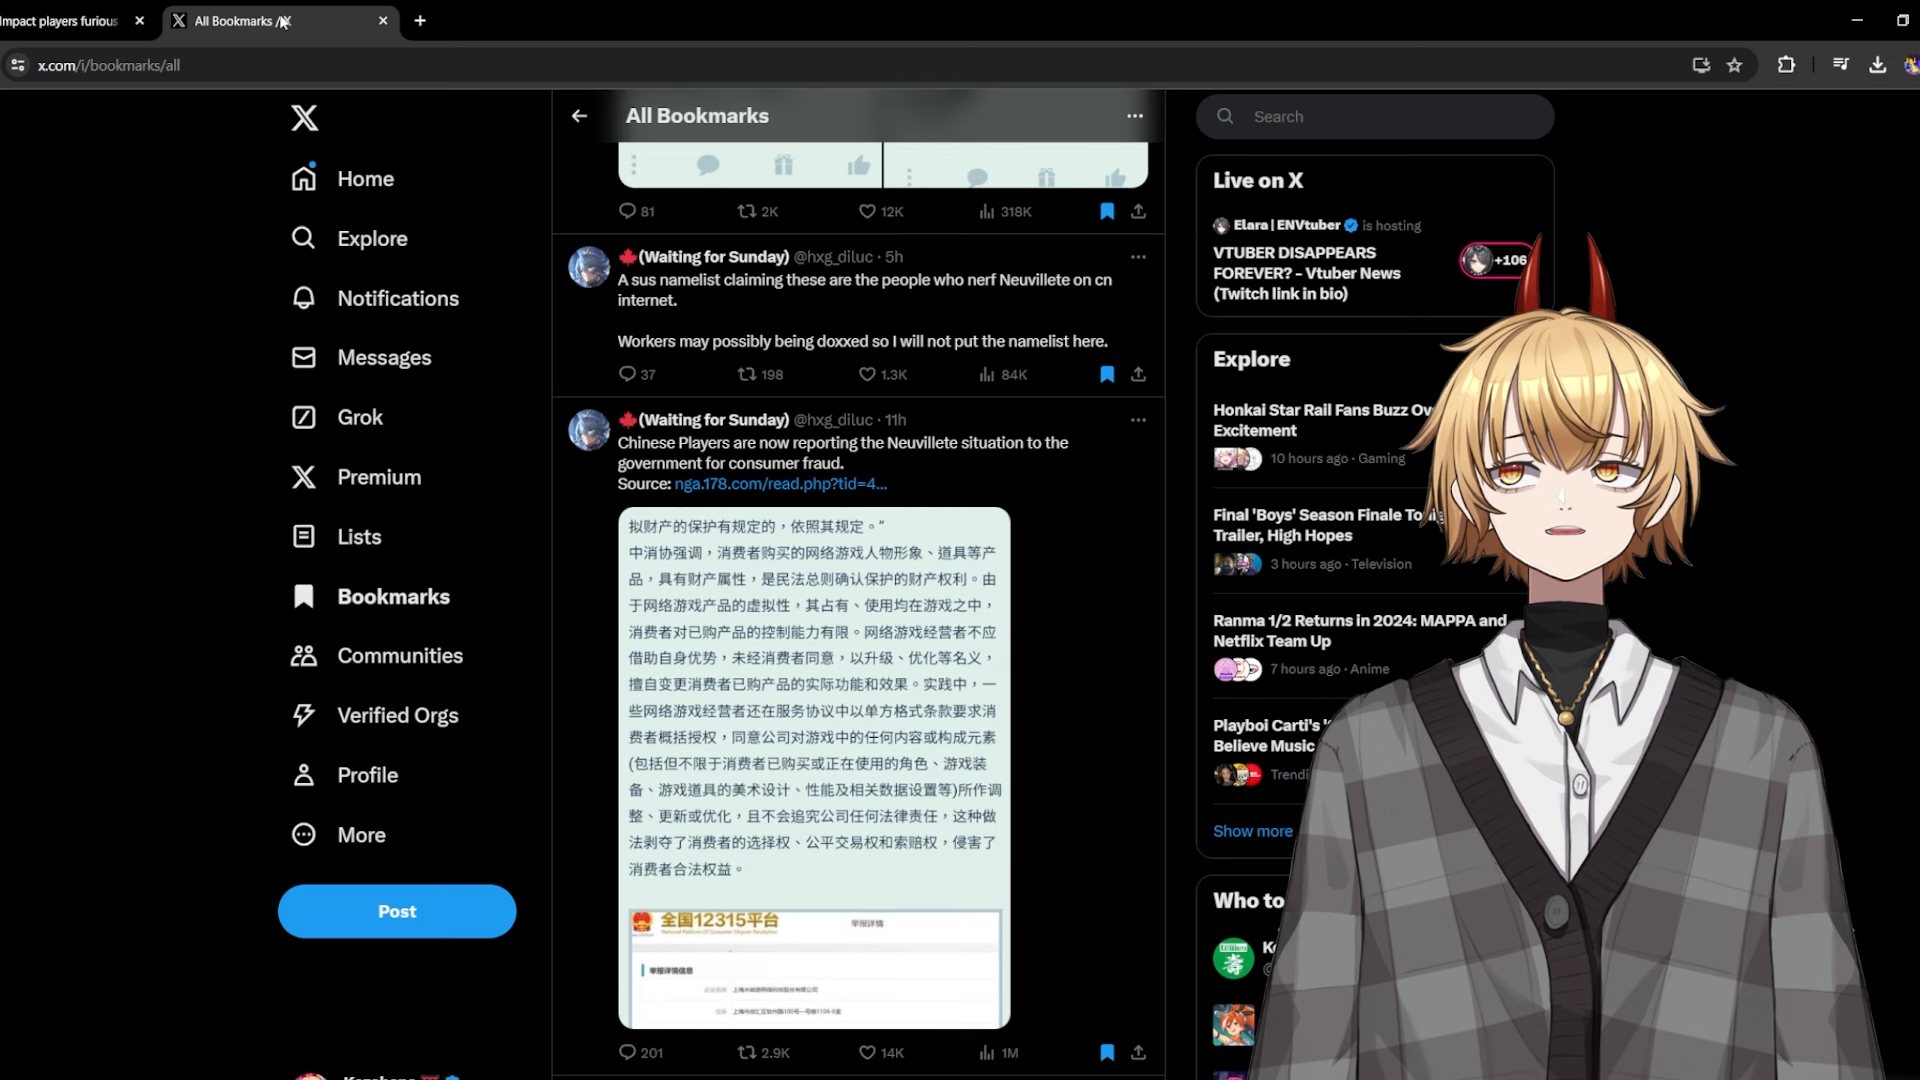 Impact players furious
All Bookmarks / X
x.com/i/bookmarks/all
Home
Explore
Notifications
Messages
Grok
Premium
Lists
Bookmarks
Communities
Verified Orgs
Profile
More
Post
All Bookmarks
81
2K
12K
318K
(Waiting for Sunday) @hxg_diluc · 5h
A sus namelist claiming these are the people who nerf Neuvillete on cn
internet.
Workers may possibly being doxxed so I will not put the namelist here.
37
198
1.3K
84K
(Waiting for Sunday) @hxg_diluc · 11h
Chinese Players are now reporting the Neuvillete situation to the
government for consumer fraud.
Source: nga.178.com/read.php?tid=4...
拟财产的保护有规定的，依照其规定。”
中消协强调，消费者购买的网络游戏人物形象、道具等产
品，具有财产属性，是民法总则确认保护的财产权利。由
于网络游戏产品的虚拟性，其占有、使用均在游戏之中，
消费者对已购产品的控制能力有限。网络游戏经营者不应
借助自身优势，未经消费者同意，以升级、优化等名义，
擅自变更消费者已购产品的实际功能和效果。实践中，一
些网络游戏经营者还在服务协议中以单方格式条款要求消
费者概括授权，同意公司对游戏中的任何内容或构成元素
(包括但不限于消费者已购买或正在使用的角色、游戏装
备、游戏道具的美术设计、性能及相关数据设置等)所作调
整、更新或优化，且不会追究公司任何法律责任，这种做
法剥夺了消费者的选择权、公平交易权和索赔权，侵害了
消费者合法权益。
全国12315平台
National Platform Of Consumer Dispute Resolution
举报详情
举报详情信息
201
2.9K
14K
1M
Search
Live on X
Elara | ENVtuber is hosting
VTUBER DISAPPEARS
FOREVER? - Vtuber News
(Twitch link in bio)
+106
Explore
Honkai Star Rail Fans Buzz Ov
Excitement
10 hours ago · Gaming
Final 'Boys' Season Finale To
Trailer, High Hopes
3 hours ago · Television
Ranma 1/2 Returns in 2024: MAPPA and
Netflix Team Up
7 hours ago · Anime
Playboi Carti's
Believe Music
Trendi
Show more
Who to